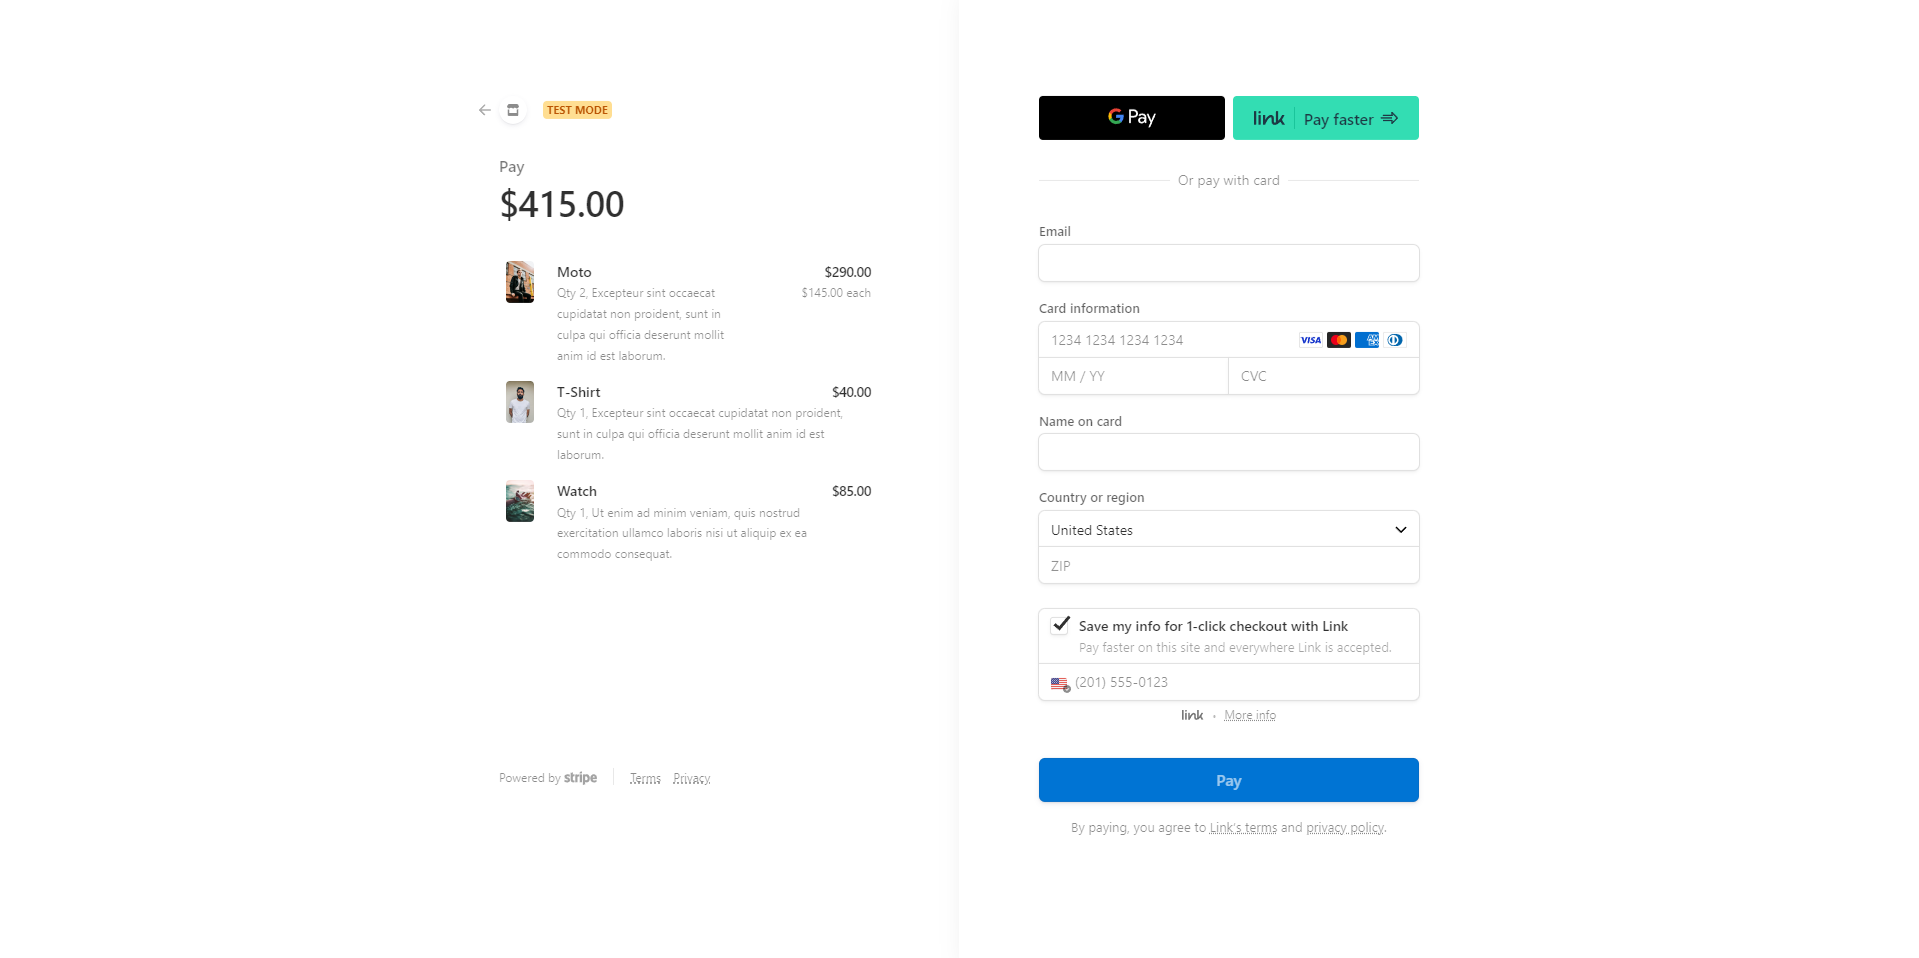 TEST MODE
Pay
$415.00
Moto $290.00
Qty 2, Excepteur sint occaecat $145.00 each
cupidatat non proident, sunt in
culpa qui officia deserunt mollit
anim id est laborum.
T-Shirt $40.00
Qty 1, Excepteur sint occaecat cupidatat non proident,
sunt in culpa qui officia deserunt mollit anim id est
laborum.
Watch $85.00
Qty 1, Ut enim ad minim veniam, quis nostrud
exercitation ullamco laboris nisi ut aliquip ex ea
commodo consequat.
Powered by stripe Terms Privacy
G Pay link Pay faster
Or pay with card
Email
Card information
1234 1234 1234 1234 VISA
MM / YY CVC
Name on card
Country or region
United States
ZIP
Save my info for 1-click checkout with Link
Pay faster on this site and everywhere Link is accepted.
(201) 555-0123
link · More info
Pay
By paying, you agree to Link's terms and privacy policy.